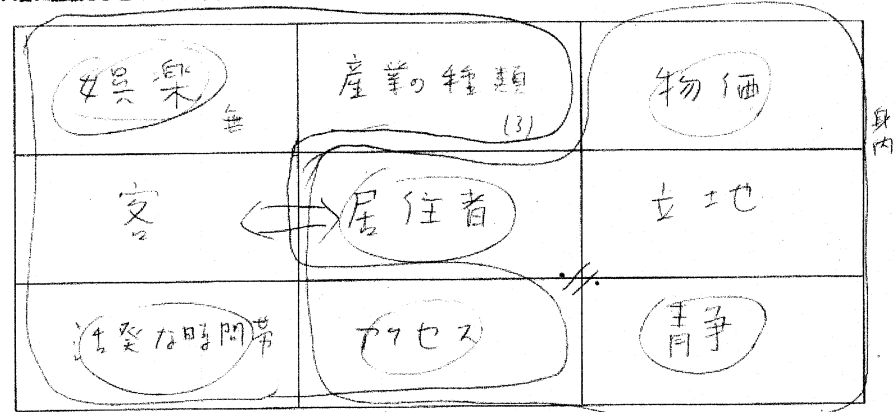 娯楽
無
産業の種類
(3)
物価
身内
客
居住者
立地
活発な時間帯
アクセス
静